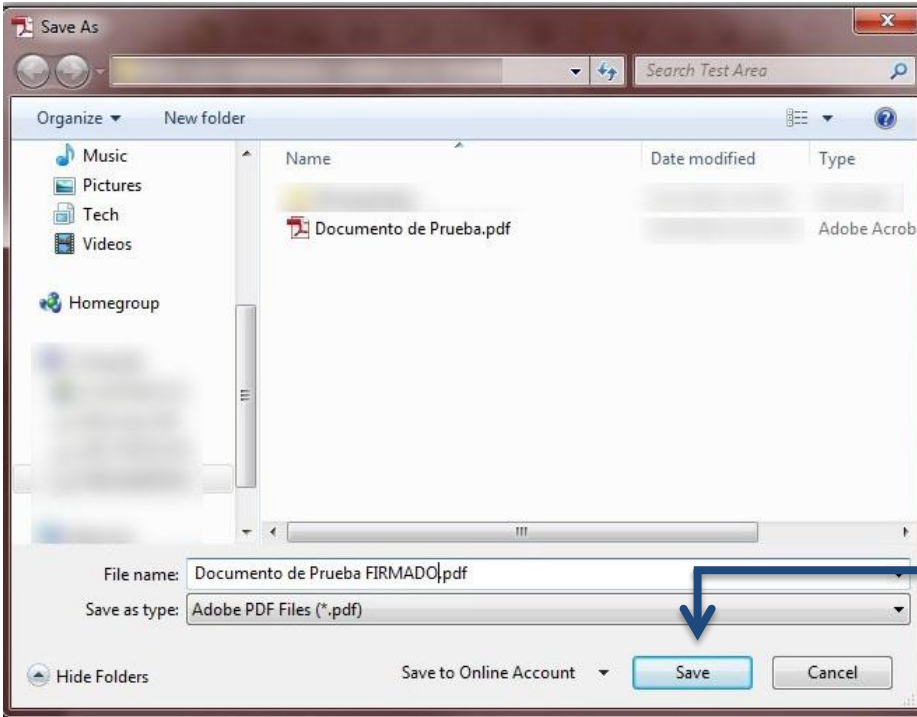 Save As
Search Test Area
Organize New folder
Music
Pictures
Tech
Videos
Homegroup
Name Date modified Type
Documento de Prueba.pdf Adobe Acrob
File name: Documento de Prueba FIRMADO.pdf
Save as type: Adobe PDF Files (*.pdf)
Hide Folders Save to Online Account Save Cancel